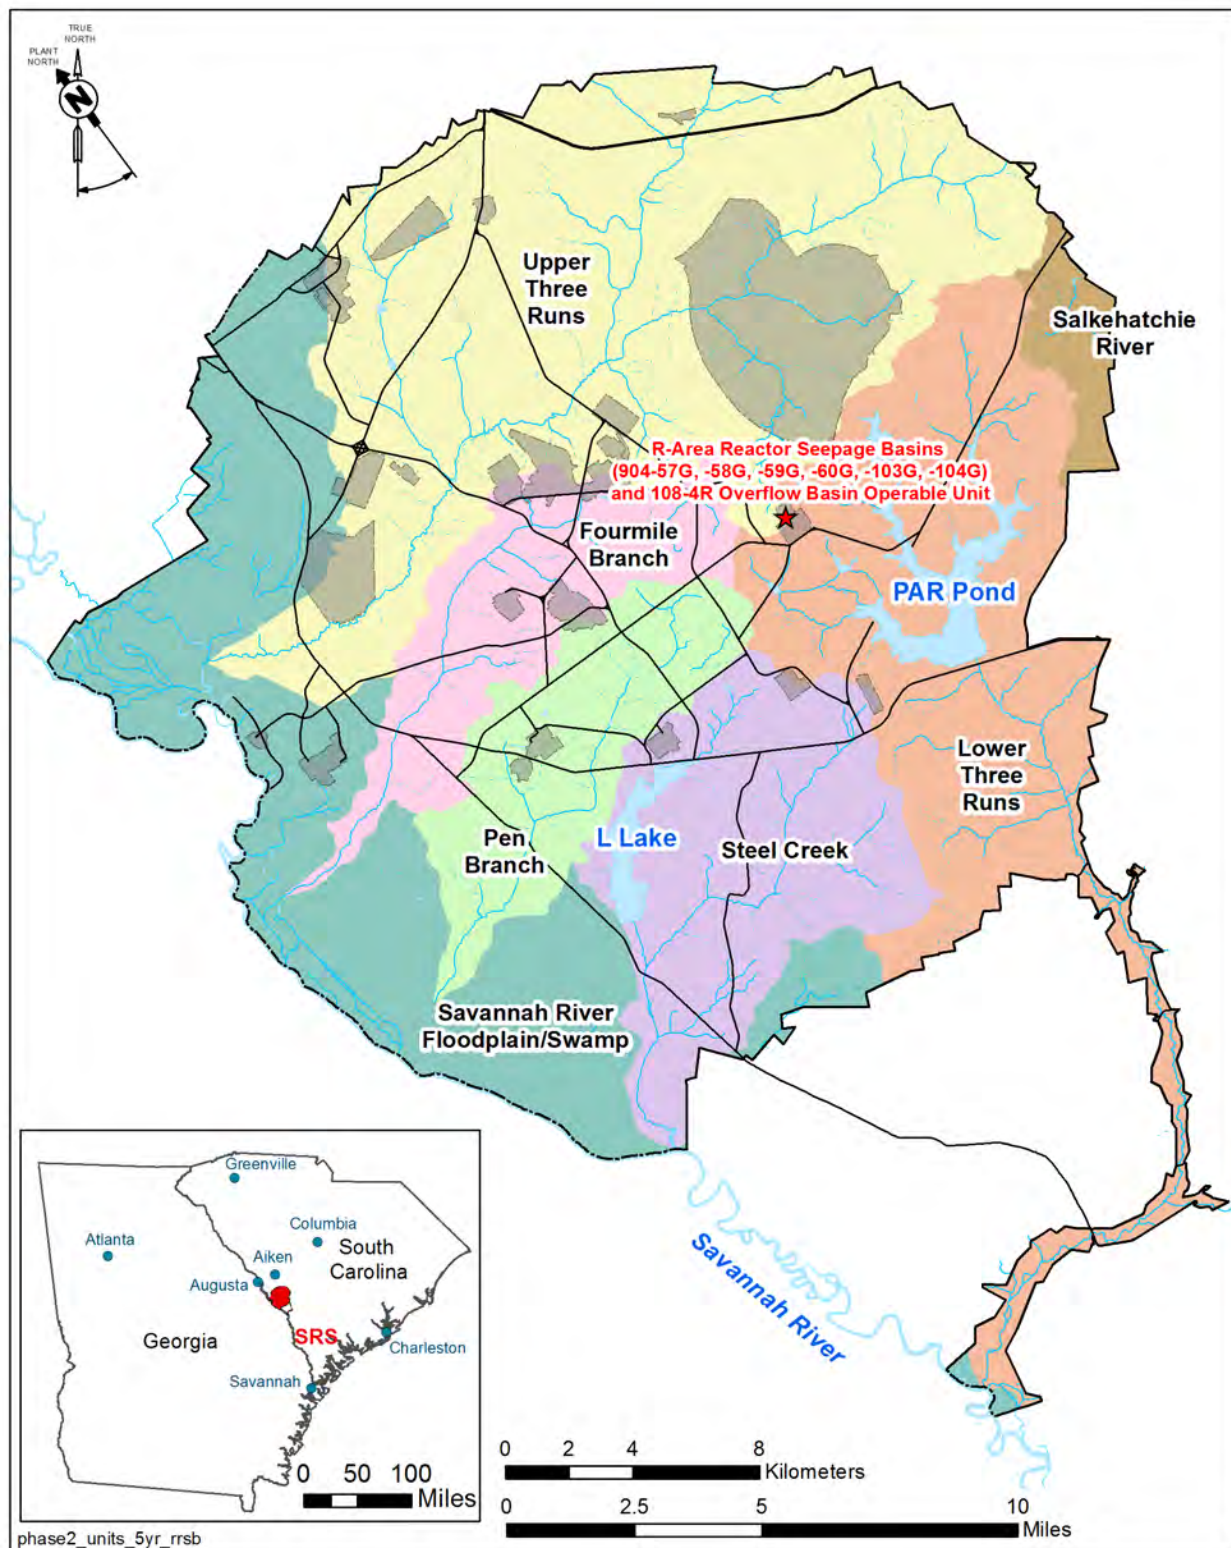 TRUE
NORTH
PLANT
NORTH
N
Upper
Three
Runs
Salkehatchie
River
R-Area Reactor Seepage Basins
(904-57G, -58G, -59G, -60G, -103G, -104G)
and 108-4R Overflow Basin Operable Unit
Fourmile
Branch
PAR Pond
Lower
Three
Runs
Pen
Branch
L Lake
Steel Creek
Savannah River
Floodplain/Swamp
Savannah River
Greenville
Columbia
Atlanta
Aiken
South
Carolina
Augusta
Georgia
SRS
Charleston
Savannah
0 50 100
Miles
0 2 4 8
Kilometers
0 2.5 5 10
Miles
phase2_units_5yr_rrsb